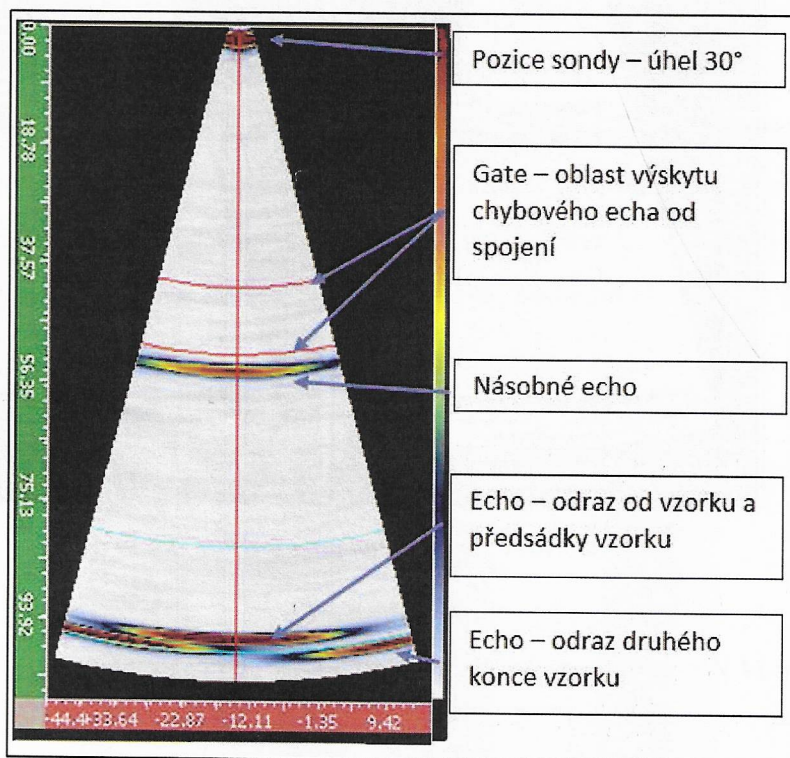 Pozice sondy – úhel 30°
Gate – oblast výskytu
chybového echa od
spojení
Násobné echo
Echo – odraz od vzorku a
předsádky vzorku
Echo – odraz druhého
konce vzorku
0.00
18.78
37.57
56.35
75.13
93.92
-44.4
+33.64
-22.87
-12.11
-1.35
9.42